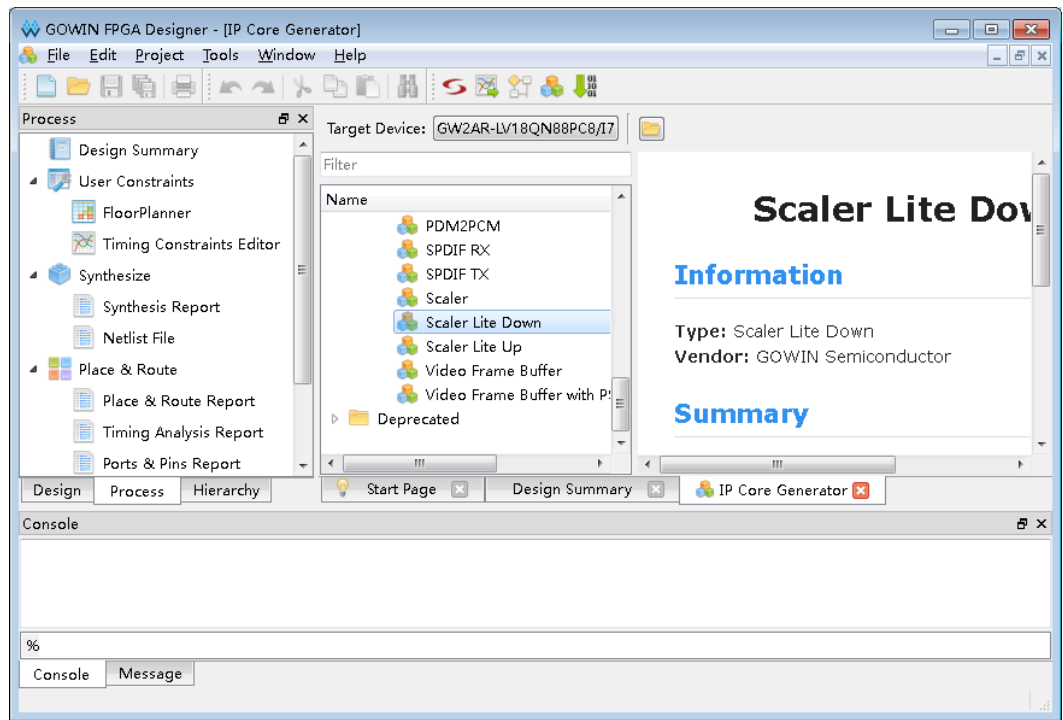 GOWIN FPGA Designer - [IP Core Generator]
File Edit Project Tools Window Help
Process
Design Summary
User Constraints
FloorPlanner
Timing Constraints Editor
Synthesize
Synthesis Report
Netlist File
Place & Route
Place & Route Report
Timing Analysis Report
Ports & Pins Report
Design Process Hierarchy
Target Device: GW2AR-LV18QN88PC8/I7
Filter
Name
PDM2PCM
SPDIF RX
SPDIF TX
Scaler
Scaler Lite Down
Scaler Lite Up
Video Frame Buffer
Video Frame Buffer with
Deprecated
Scaler Lite
Information
Type: Scaler Lite Down
Vendor: GOWIN Semiconductor
Summary
Start Page Design Summary IP Core Generator
Console
%
Console Message